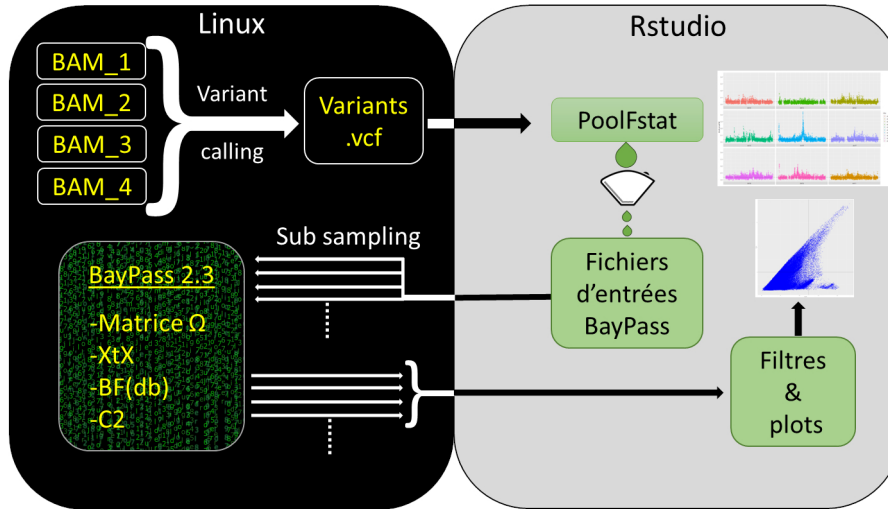 Linux
Rstudio
BAM_1
BAM_2
BAM_3
BAM_4
Variant
calling
Variants
.vcf
PoolFstat
Sub sampling
Fichiers
d'entrées
BayPass
BayPass 2.3
-Matrice Ω
-XtX
-BF(db)
-C2
Filtres
&
plots